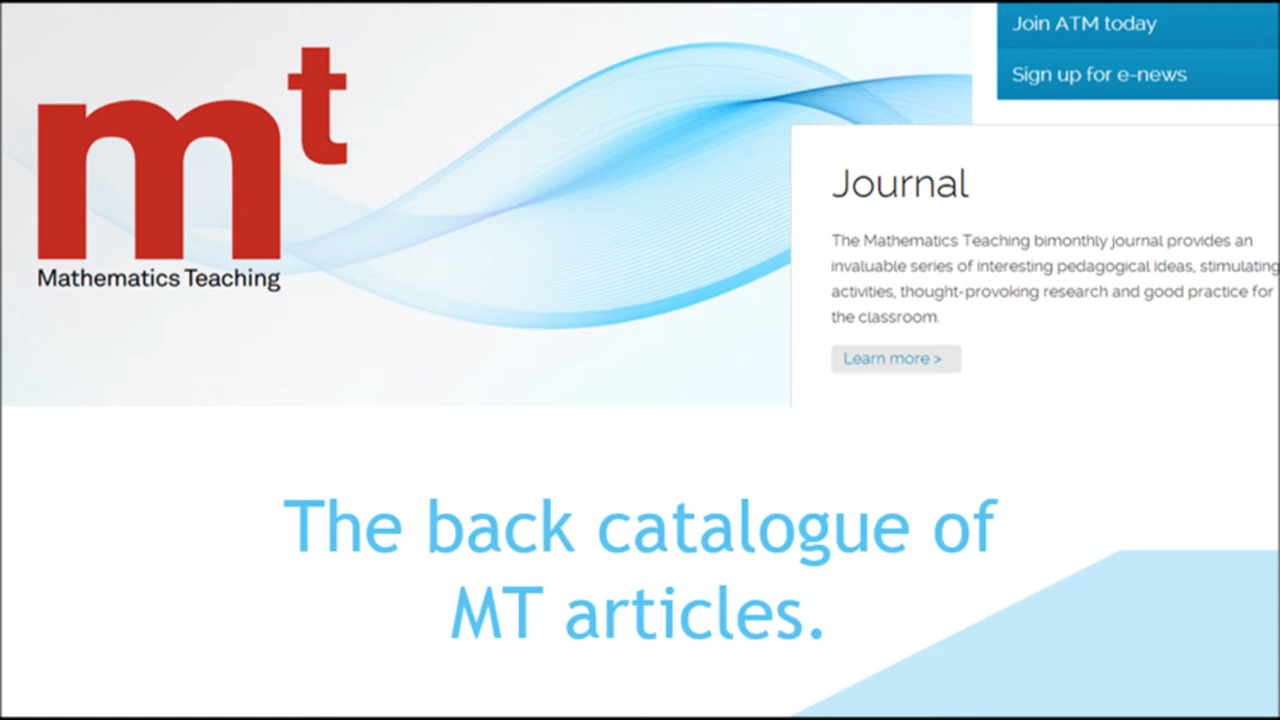 mt
Mathematics Teaching
Join ATM today
Sign up for e-news
Journal
The Mathematics Teaching bimonthly journal provides an
invaluable series of interesting pedagogical ideas, stimulating
activities, thought-provoking research and good practice for
the classroom.
Learn more >
The back catalogue of
MT articles.